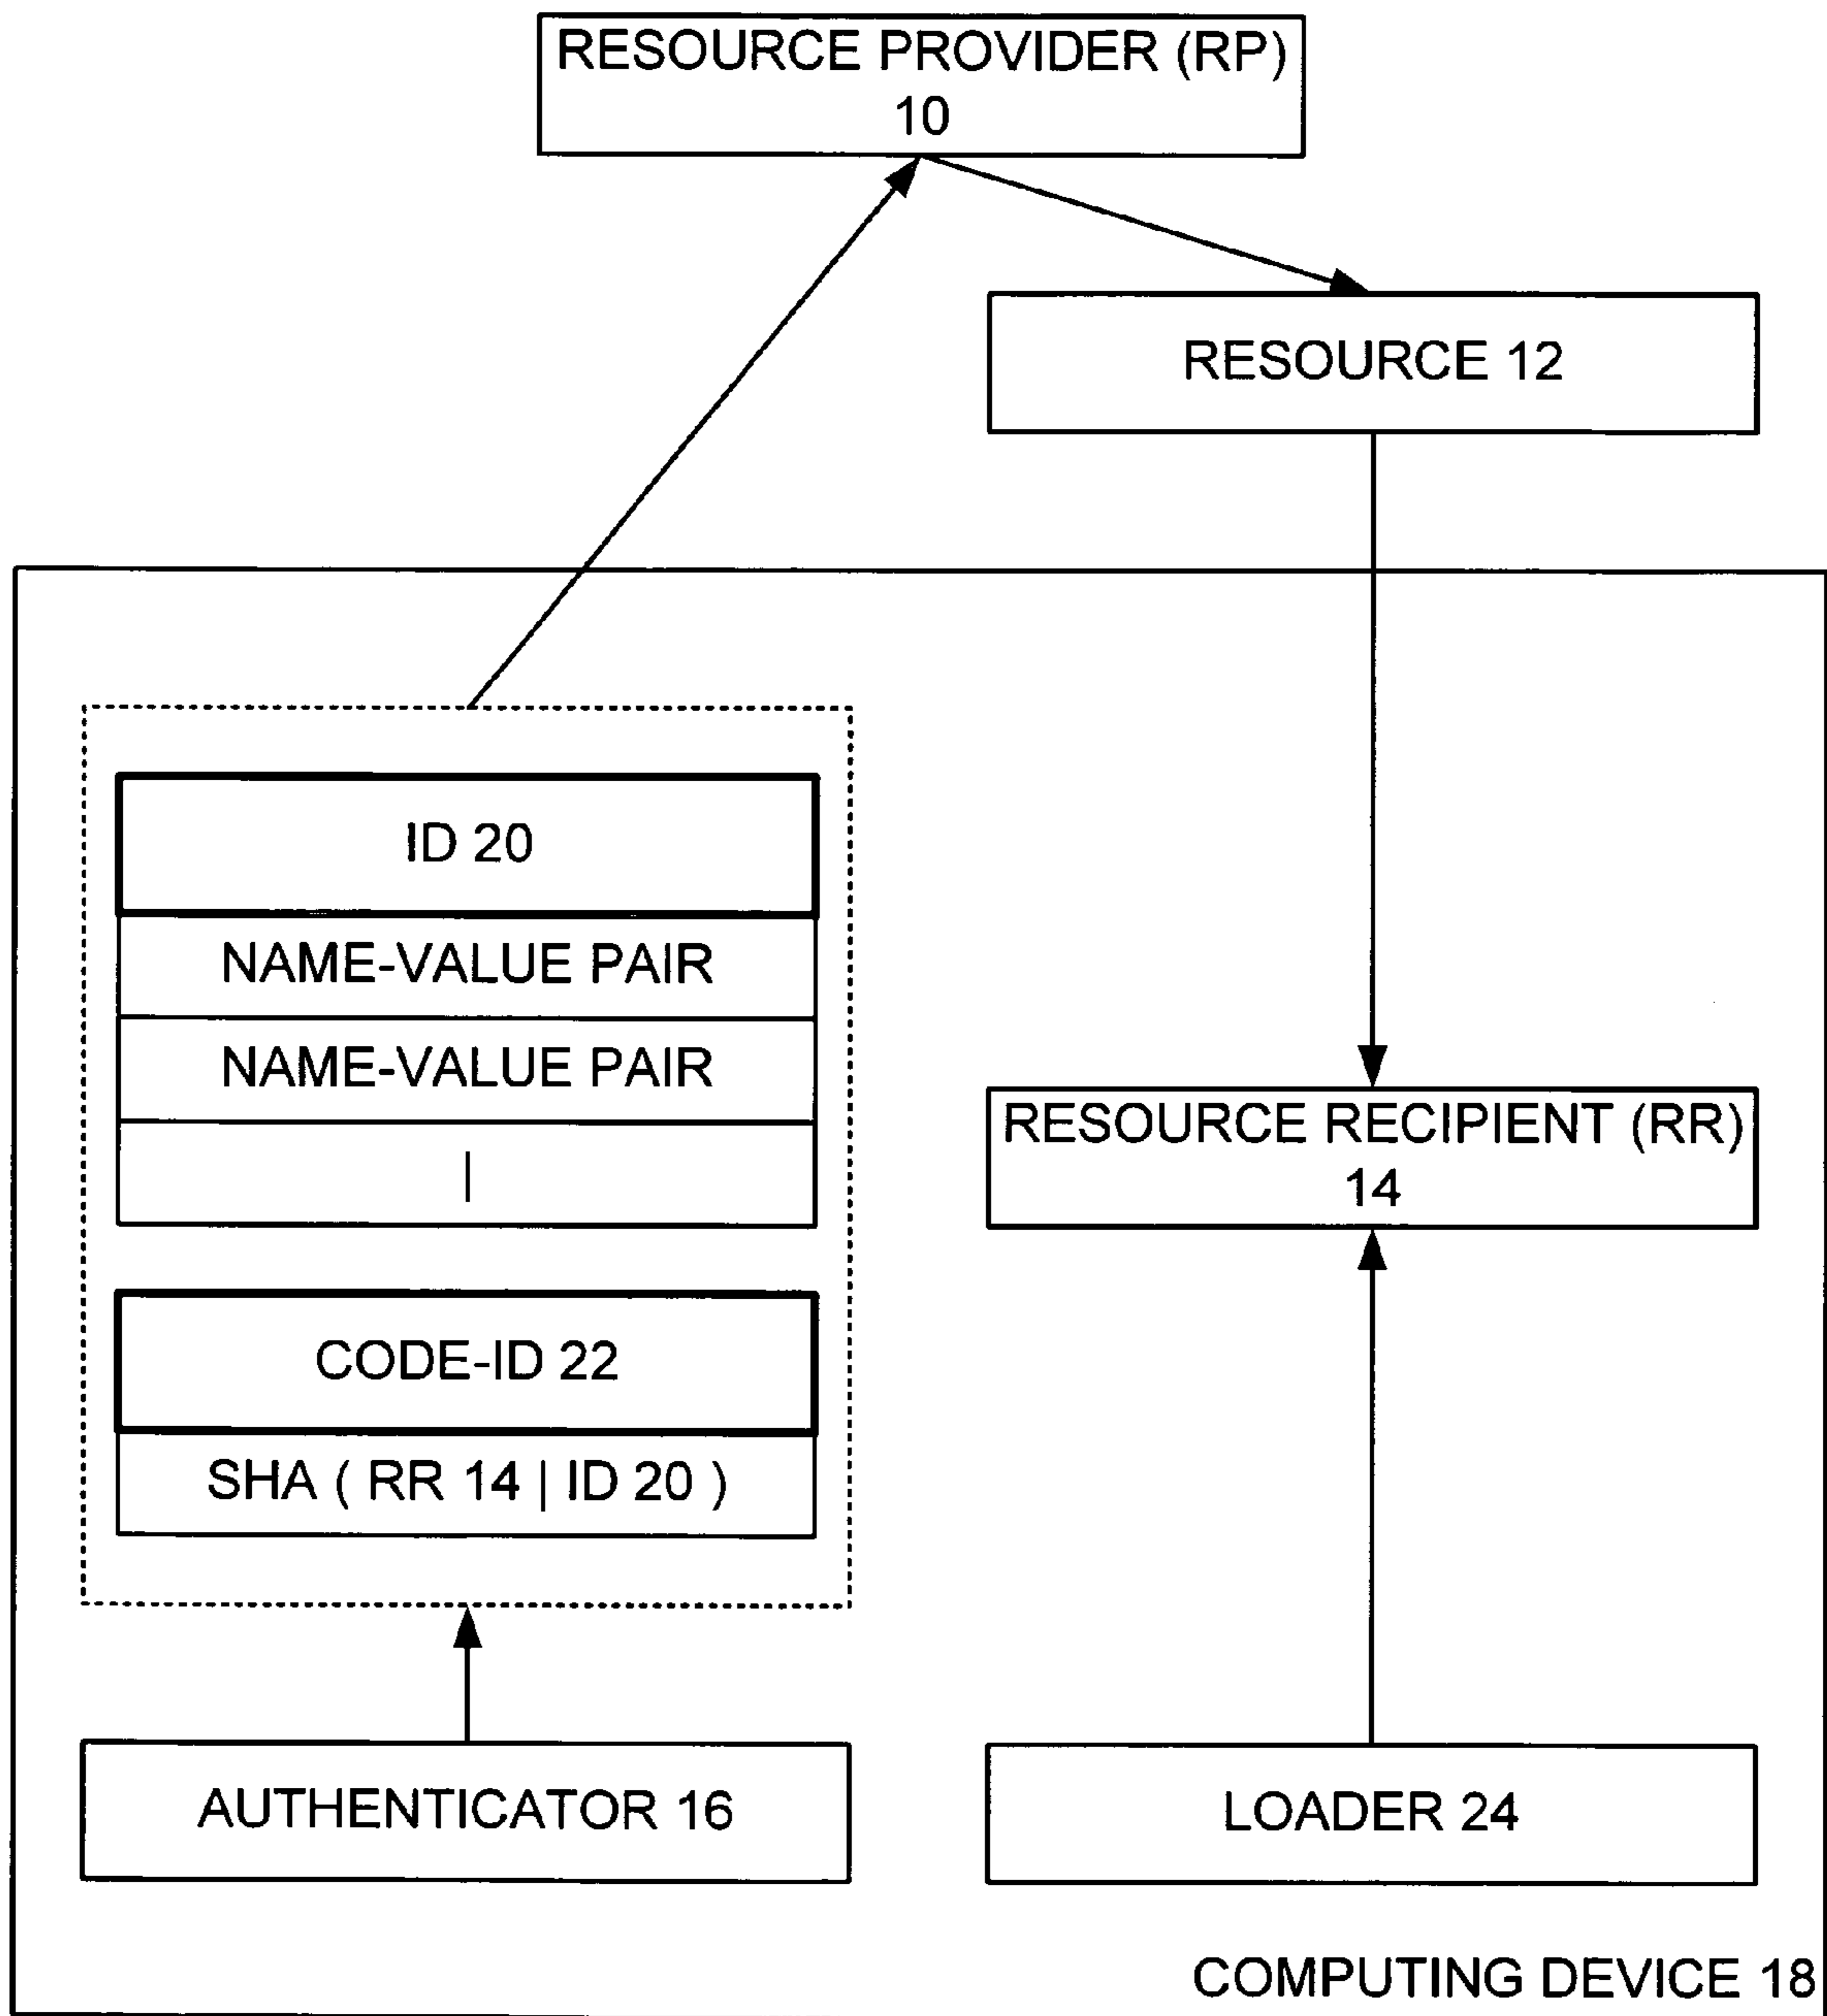 RESOURCE PROVIDER (RP)
10
RESOURCE 12
ID 20
NAME-VALUE PAIR
NAME-VALUE PAIR
|
RESOURCE RECIPIENT (RR)
14
CODE-ID 22
SHA ( RR 14 | ID 20 )
AUTHENTICATOR 16
LOADER 24
COMPUTING DEVICE 18